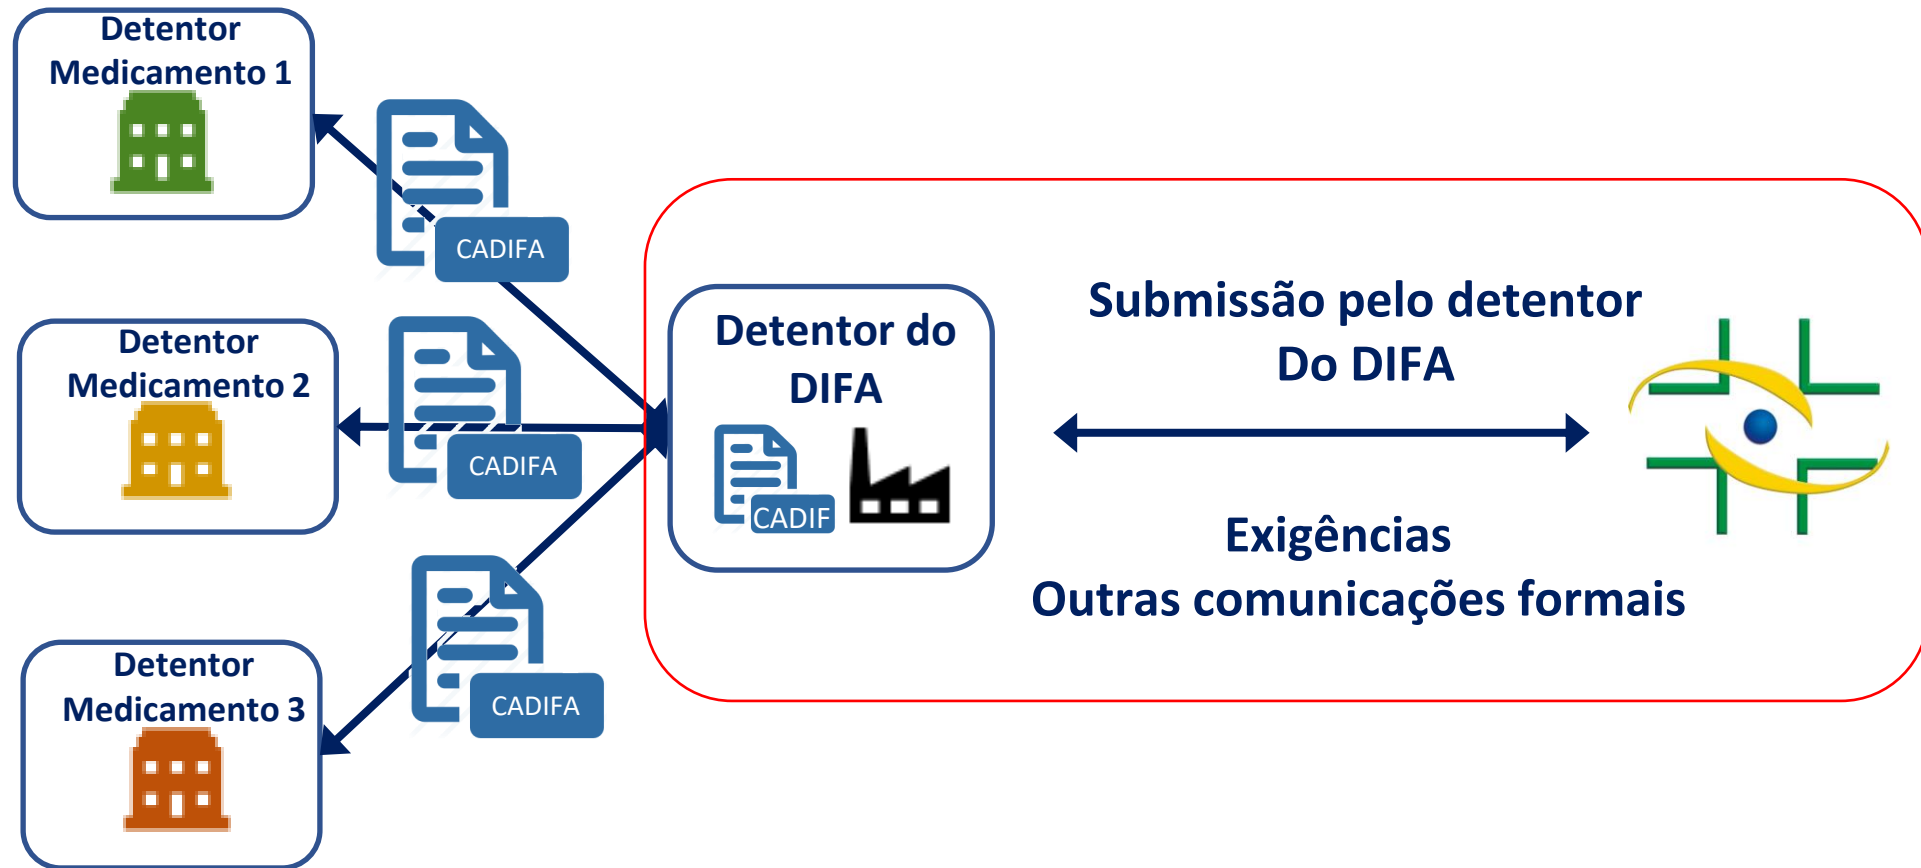 Detentor
Medicamento 1
CADIFA
Detentor
Medicamento 2
CADIFA
Detentor
Medicamento 3
CADIFA
Detentor do
DIFA
CADIF
Submissão pelo detentor
Do DIFA
Exigências
Outras comunicações formais